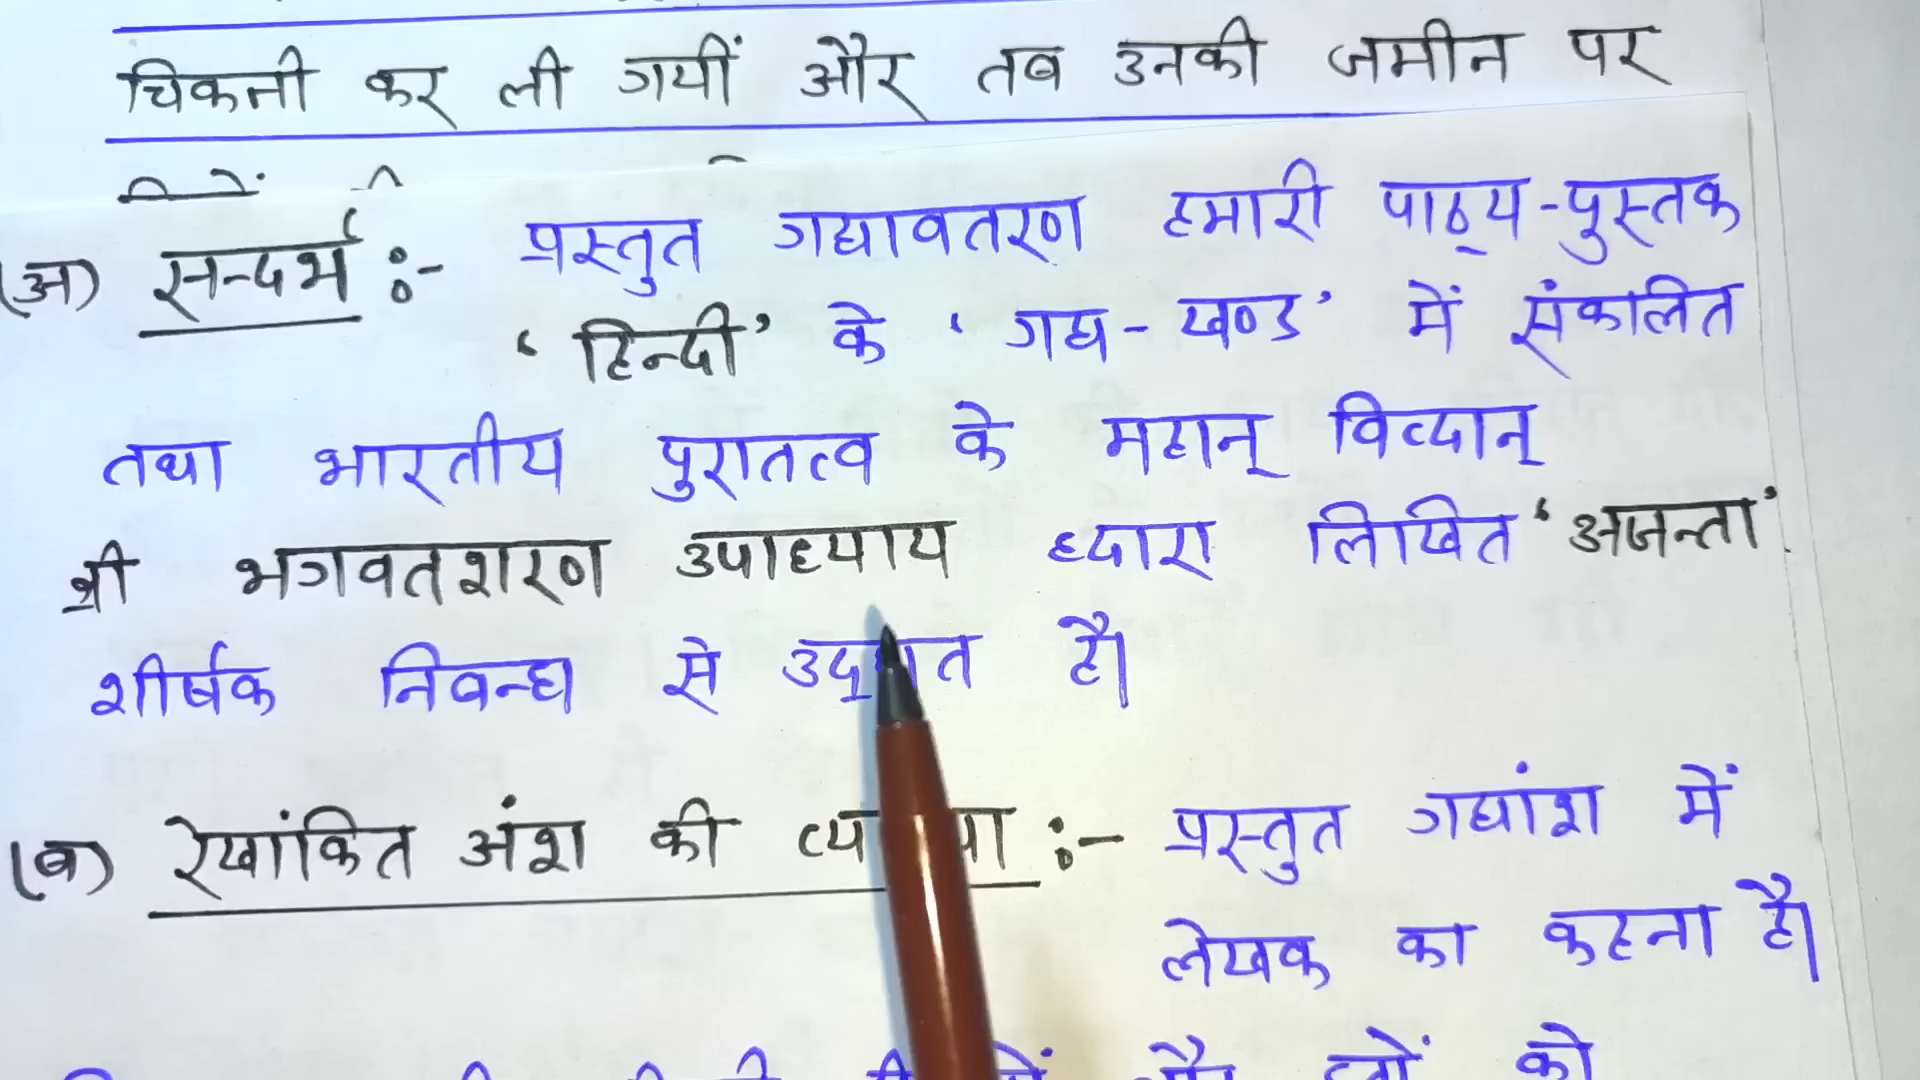 चिकनी कर ली गयीं और तब उनकी जमीन पर
(अ) सन्दर्भ :- प्रस्तुत गद्यावतरण हमारी पाठ्य-पुस्तक
‘हिन्दी’ के ‘गद्य-खण्ड’ में संकलित
तथा भारतीय पुरातत्व के महान् विव्दान्
श्री भगवतशरण उपाध्याय ध्दारा लिखित ‘अजन्ता’
शीर्षक निबन्ध से है।
(ब) रेखांकित अंश की :- प्रस्तुत गद्यांश में
लेखक का कहना है।
को